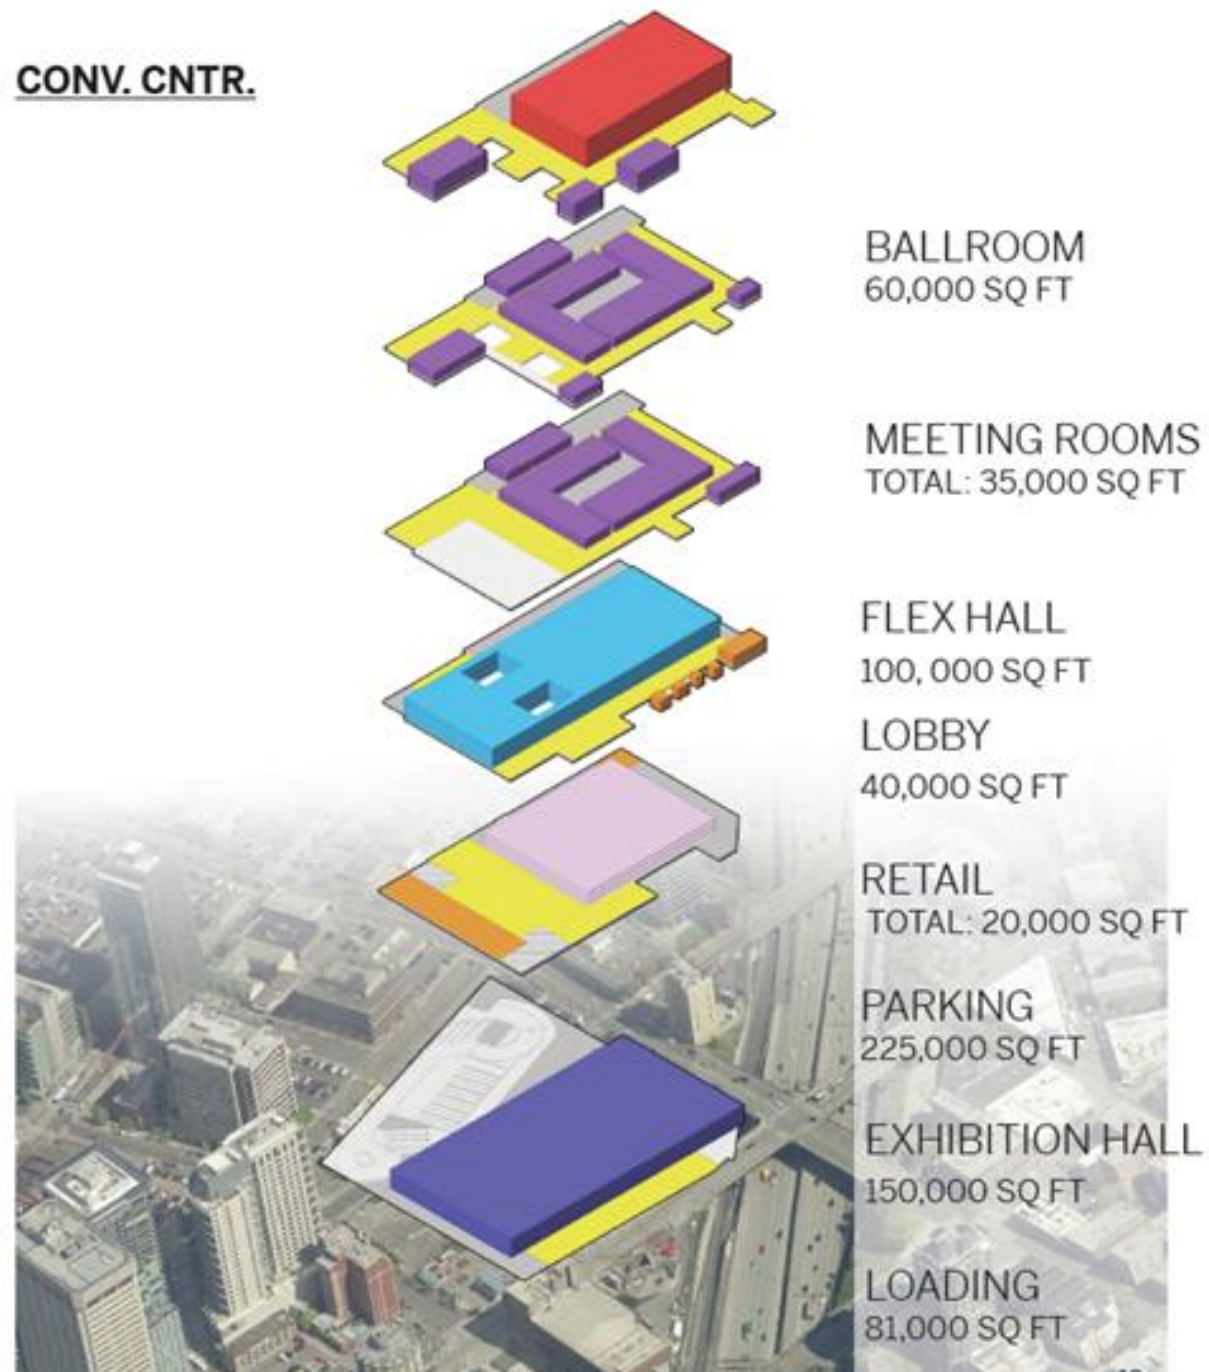 CONV. CNTR.
BALLROOM
60,000 SQ FT
MEETING ROOMS
TOTAL: 35,000 SQ FT
FLEX HALL
100, 000 SQ FT
LOBBY
40,000 SQ FT
RETAIL
TOTAL: 20,000 SQ FT
PARKING
225,000 SQ FT
EXHIBITION HALL
150,000 SQ FT
LOADING
81,000 SQ FT